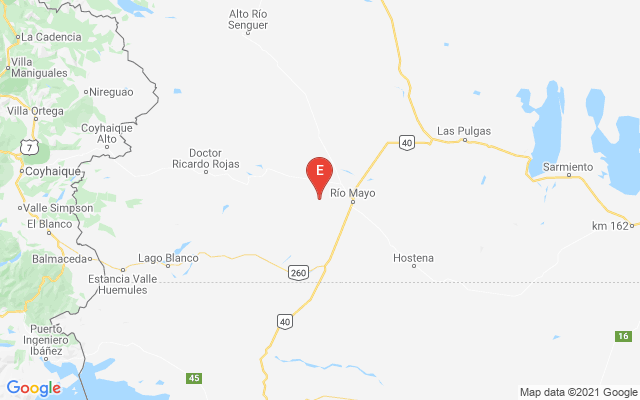 Alto Río
Senguer
La Cadencia
Villa
Maniguales
Nireguao
Villa Ortega
Coyhaique
Alto
40
Las Pulgas
7
Doctor
Ricardo Rojas
Coyhaique
E
Sarmiento
Río Mayo
Valle Simpson
El Blanco
km 162
Balmaceda
Lago Blanco
Hostena
260
Estancia Valle
Huemules
40
Puerto
Ingeniero
Ibáñez
16
45
Google
Map data ©2021 Google